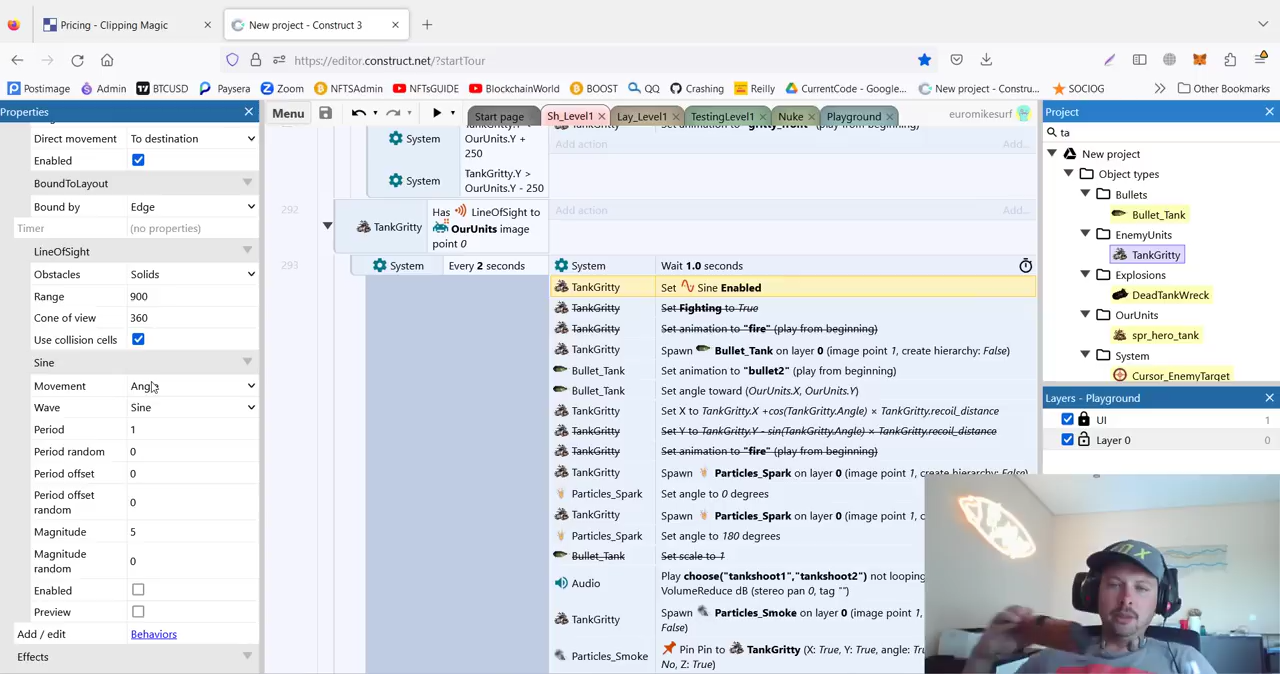 Pricing - Clipping Magic
New project - Construct 3
https://editor.construct.net/?startTour
Postimage
Admin
BTCUSD
Zoom
NFTSAdmin
NFTsGUIDE
BlockchainWorld
BOOST
QQ
Crashing
Reilly
CurrentCode - Google...
New project - Constru...
SOCIOG
Other Bookmarks
Properties
Direct movement
To destination
Enabled
BoundToLayout
Bound by
Edge
Timer
(no properties)
LineOfSight
Obstacles
Solids
Range
900
Cone of view
360
Use collision cells
Sine
Movement
Angle
Wave
Sine
Period
1
Period random
0
Period offset
0
Period offset
random
0
Magnitude
5
Magnitude
random
0
Enabled
Preview
Add / edit
Behaviors
Effects
Menu
Start page
Sh_Level1
Lay_Level1
TestingLevel1
Nuke
Playground
euromikesurf
System
OurUnits.Y +
250
Add action
Add...
System
TankGritty.Y >
OurUnits.Y - 250
292
TankGritty
Has LineOfSight to
OurUnits image
point 0
Add action
Add...
293
System
Every 2 seconds
System
Wait 1.0 seconds
TankGritty
Set Sine Enabled
TankGritty
Set Fighting to True
TankGritty
Set animation to "fire" (play from beginning)
TankGritty
Spawn Bullet_Tank on layer 0 (image point 1, create hierarchy: False)
Bullet_Tank
Set animation to "bullet2" (play from beginning)
Bullet_Tank
Set angle toward (OurUnits.X, OurUnits.Y)
TankGritty
Set X to TankGritty.X +cos(TankGritty.Angle) × TankGritty.recoil_distance
TankGritty
Set Y to TankGritty.Y - sin(TankGritty.Angle) × TankGritty.recoil_distance
TankGritty
Set animation to "fire" (play from beginning)
TankGritty
Spawn Particles_Spark on layer 0 (image point 1, create hierarchy: False)
Particles_Spark
Set angle to 0 degrees
TankGritty
Spawn Particles_Spark on layer 0 (image point 1, c
Particles_Spark
Set angle to 180 degrees
Bullet_Tank
Set scale to 1
Audio
Play choose("tankshoot1","tankshoot2") not looping
VolumeReduce dB (stereo pan 0, tag "")
TankGritty
Spawn Particles_Smoke on layer 0 (image point 1,
False)
Particles_Smoke
Pin Pin to TankGritty (X: True, Y: True, angle:
No, Z: True)
Project
ta
New project
Object types
Bullets
Bullet_Tank
EnemyUnits
TankGritty
Explosions
DeadTankWreck
OurUnits
spr_hero_tank
System
Cursor_EnemyTarget
Layers - Playground
UI
1
Layer 0
0